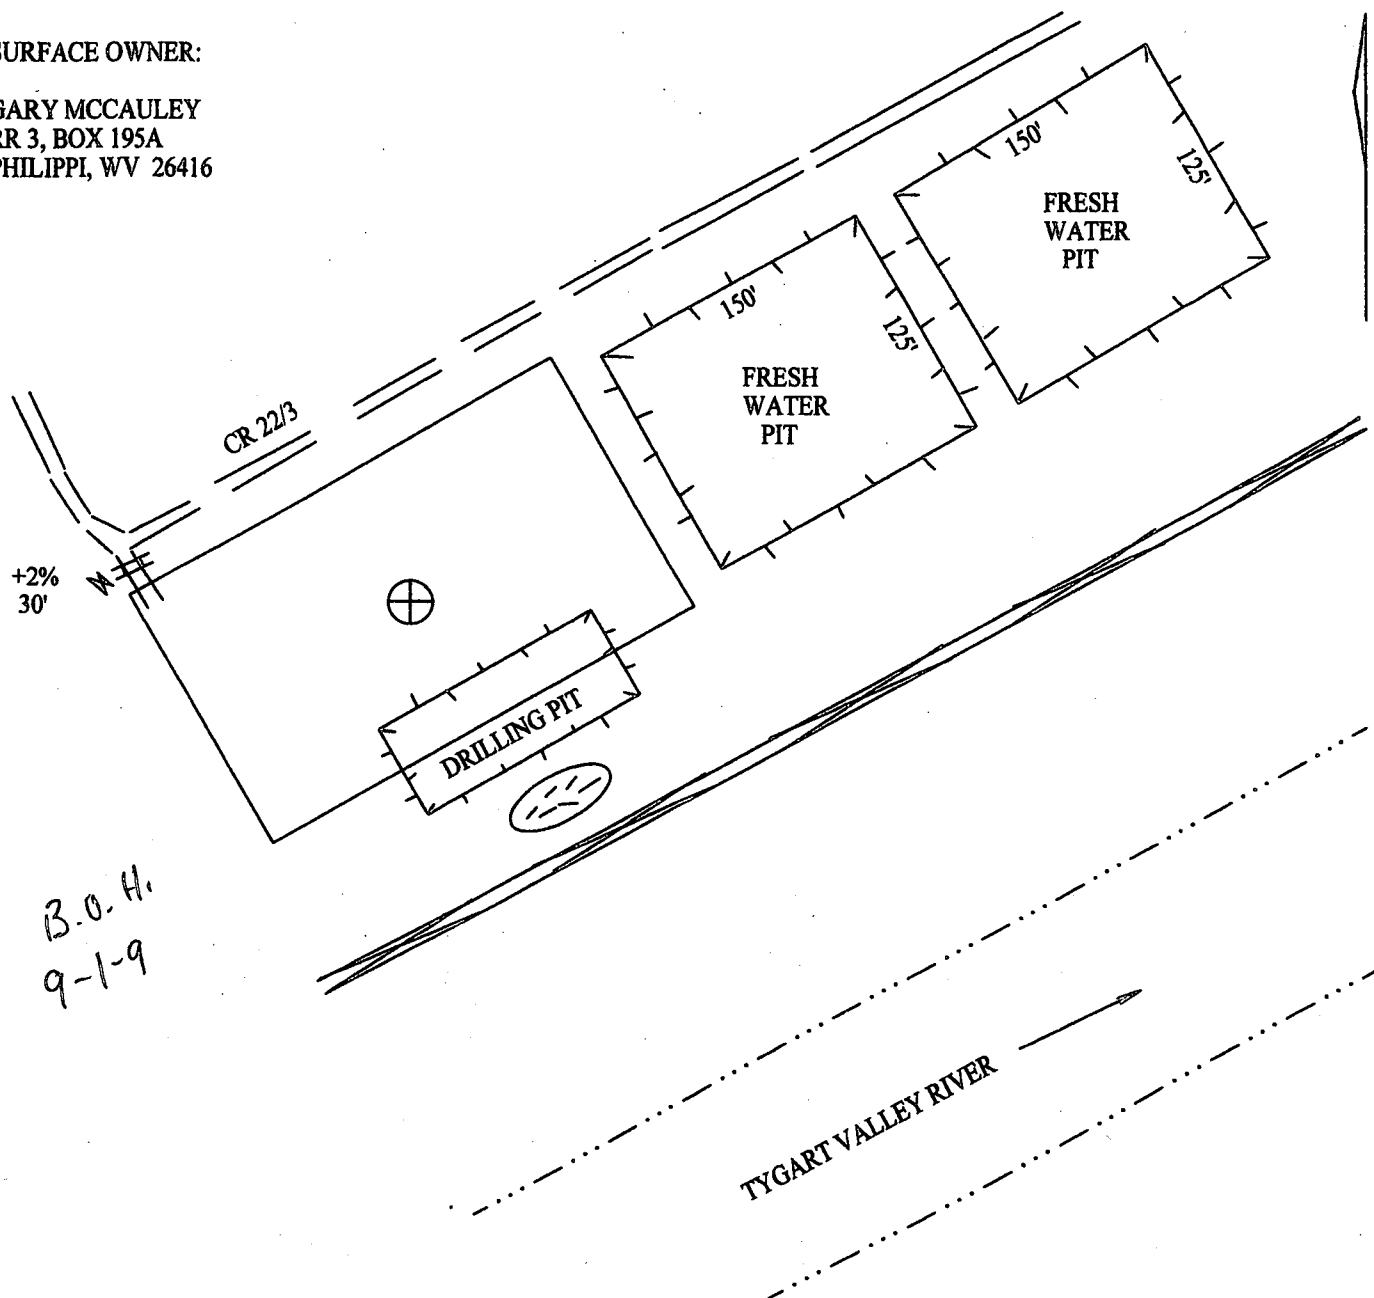 SURFACE OWNER:
GARY MCCAULEY
RR 3, BOX 195A
PHILIPPI, WV 26416
150'
125'
FRESH
WATER
PIT
150'
125'
FRESH
WATER
PIT
CR 22/3
+2%
30'
DRILLING PIT
B.O.H.
9-1-9
TYGART VALLEY RIVER